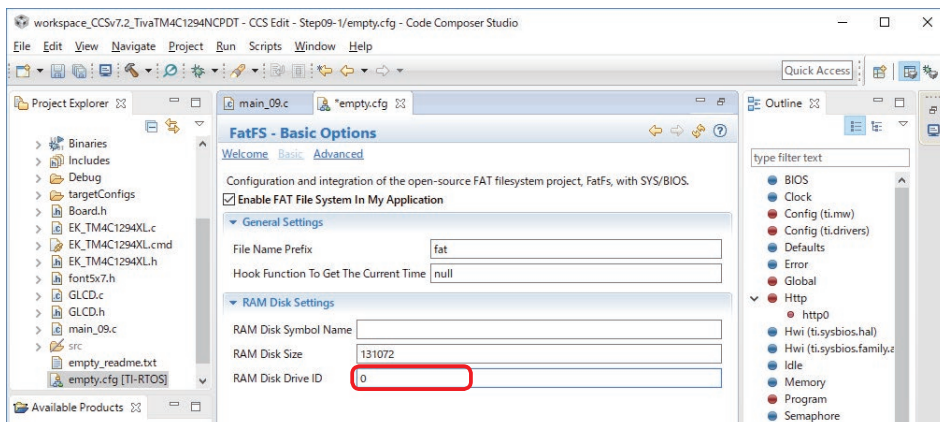 workspace_CCSv7.2_TivaTM4C1294NCPDT - CCS Edit - Step09-1/empty.cfg - Code Composer Studio
File Edit View Navigate Project Run Scripts Window Help
Quick Access
Project Explorer
Binaries
Includes
Debug
targetConfigs
Board.h
EK_TM4C1294XL.c
EK_TM4C1294XL.cmd
EK_TM4C1294XL.h
font5x7.h
GLCD.c
GLCD.h
main_09.c
src
empty_readme.txt
empty.cfg [TI-RTOS]
Available Products
main_09.c
*empty.cfg
FatFS - Basic Options
Welcome Basic Advanced
Configuration and integration of the open-source FAT filesystem project, FatFs, with SYS/BIOS.
Enable FAT File System In My Application
General Settings
File Name Prefix fat
Hook Function To Get The Current Time null
RAM Disk Settings
RAM Disk Symbol Name
RAM Disk Size 131072
RAM Disk Drive ID 0
Outline
type filter text
BIOS
Clock
Config (ti.mw)
Config (ti.drivers)
Defaults
Error
Global
Http
http0
Hwi (ti.sysbios.hal)
Hwi (ti.sysbios.family.a
Idle
Memory
Program
Semaphore